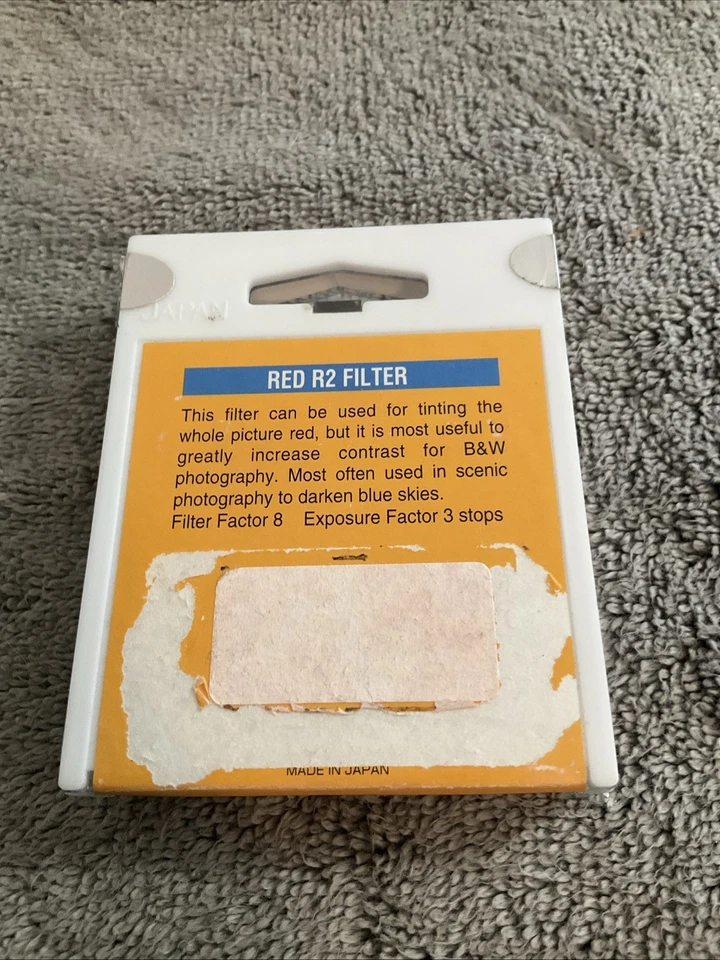 JAPAN
RED R2 FILTER
This filter can be used for tinting the
whole picture red, but it is most useful to
greatly increase contrast for B&W
photography. Most often used in scenic
photography to darken blue skies.
Filter Factor 8 Exposure Factor 3 stops
MADE IN JAPAN